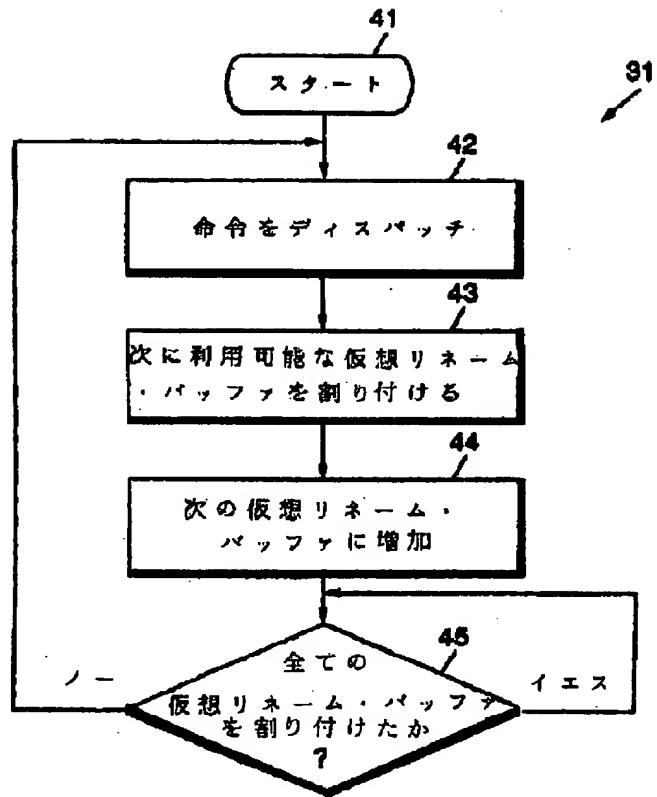 41
スタート
31
42
命令をディスパッチ
43
次に利用可能な仮想リネーム
・バッファを割り付ける
44
次の仮想リネーム・
バッファに増加
45
全ての
仮想リネーム・バッファ
を割り付けたか
?
ノー
イエス